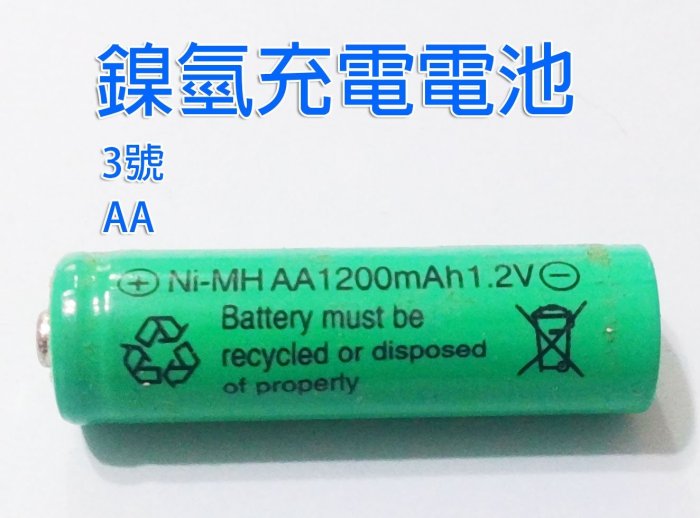 鎳氫充電電池
3號
AA
Ni-MH AA1200mAh1.2V
Battery must be
recycled or disposed
of property